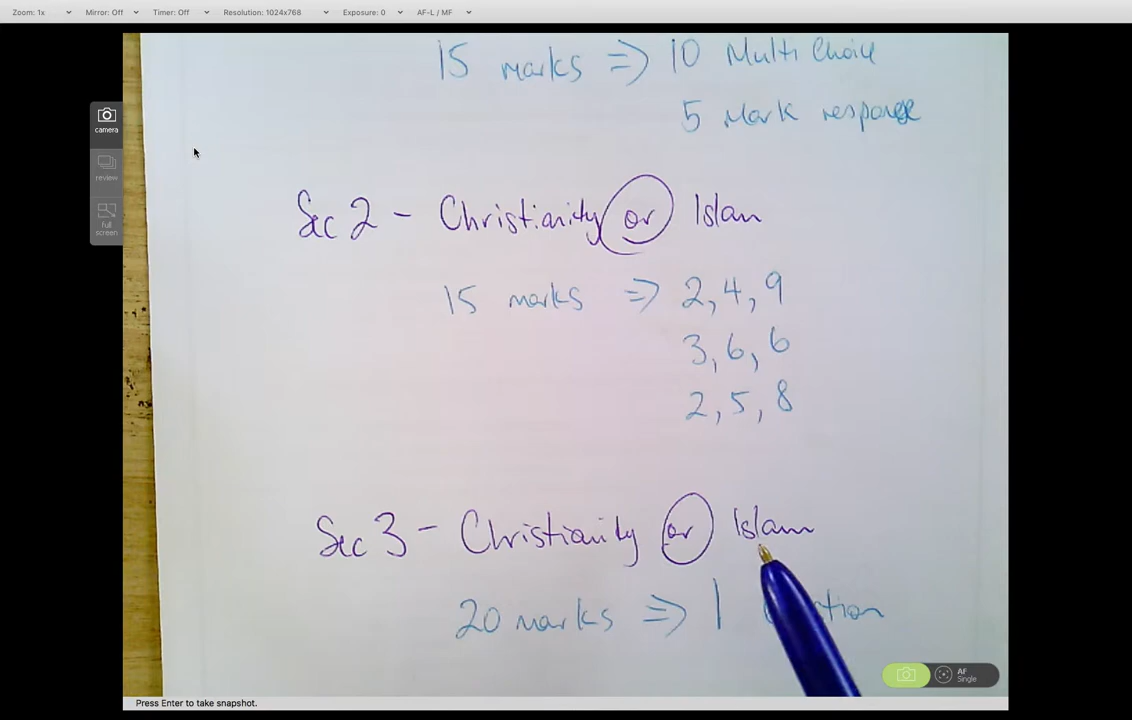 Zoom: 1x Mirror: Off Timer: Off Resolution: 1024x768 Exposure: 0 AF-L / MF
15 marks => 10 Multi Choice
5 Mark response
camera
review
full
screen
Sec 2 - Christianity or Islam
15 marks => 2, 4, 9
3, 6, 6
2, 5, 8
Sec 3 - Christianity or Islam
20 marks => 1
AF
Single
Press Enter to take snapshot.